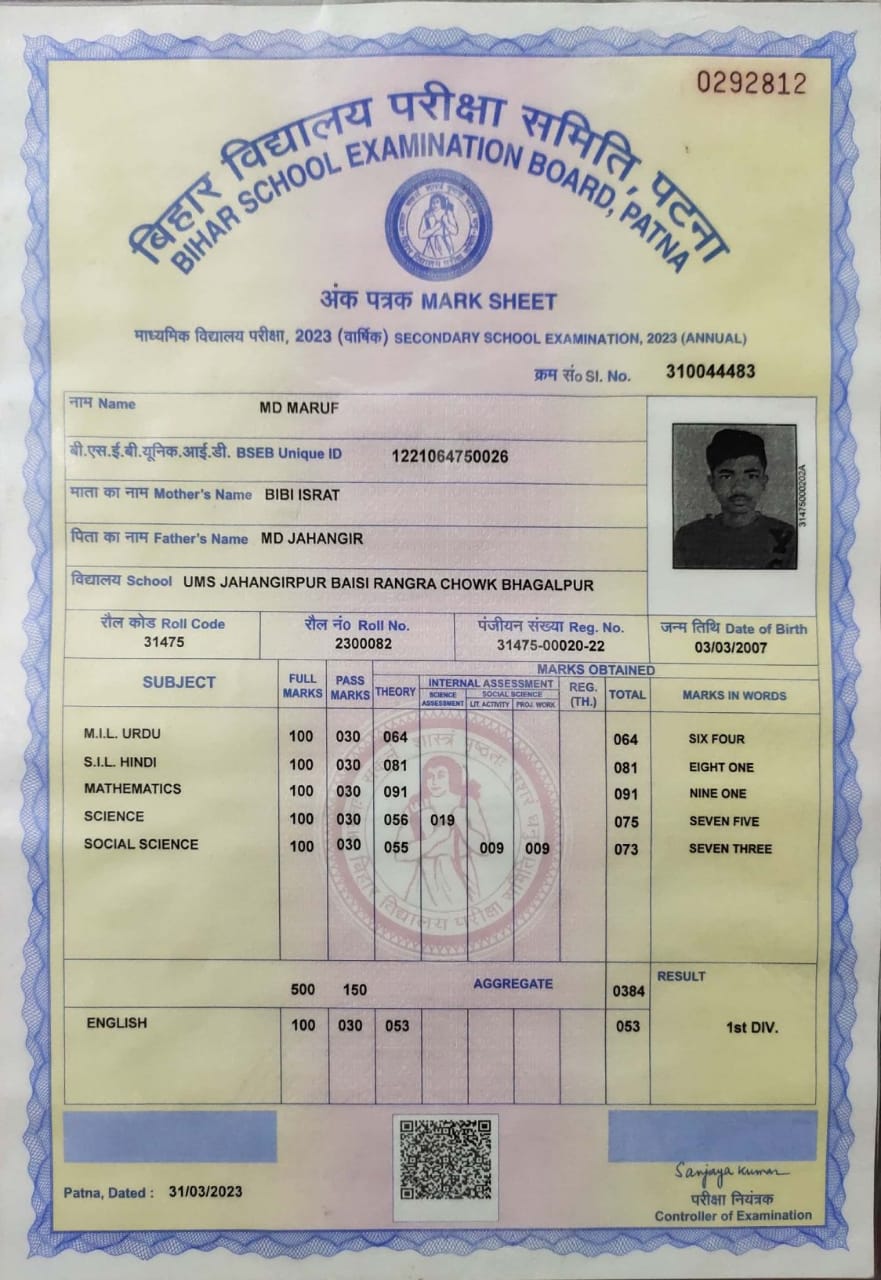 0292812
बिहार विद्यालय परीक्षा समिति, पटना
BIHAR SCHOOL EXAMINATION BOARD, PATNA
अंक पत्रक MARK SHEET
माध्यमिक विद्यालय परीक्षा, 2023 (वार्षिक) SECONDARY SCHOOL EXAMINATION, 2023 (ANNUAL)
क्रम सं० Sl. No. 310044483
नाम Name MD MARUF
बी.एस.ई.बी.यूनिक.आई.डी. BSEB Unique ID 1221064750026
माता का नाम Mother's Name BIBI ISRAT
पिता का नाम Father's Name MD JAHANGIR
विद्यालय School UMS JAHANGIRPUR BAISI RANGRA CHOWK BHAGALPUR
314750000202A
रौल कोड Roll Code रौल नं० Roll No. पंजीयन संख्या Reg. No. जन्म तिथि Date of Birth
31475 2300082 31475-00020-22 03/03/2007
SUBJECT FULL MARKS PASS MARKS MARKS OBTAINED
THEORY INTERNAL ASSESSMENT REG. (TH.) TOTAL MARKS IN WORDS
SCIENCE ASSESSMENT SOCIAL SCIENCE
LIT. ACTIVITY PROJ. WORK
M.I.L. URDU 100 030 064 064 SIX FOUR
S.I.L. HINDI 100 030 081 081 EIGHT ONE
MATHEMATICS 100 030 091 091 NINE ONE
SCIENCE 100 030 056 019 075 SEVEN FIVE
SOCIAL SCIENCE 100 030 055 009 009 073 SEVEN THREE
बिहार विद्यालय परीक्षा समिति
500 150 AGGREGATE 0384 RESULT
ENGLISH 100 030 053 053 1st DIV.
Patna, Dated : 31/03/2023
Sanjaya Kumar
परीक्षा नियंत्रक
Controller of Examination